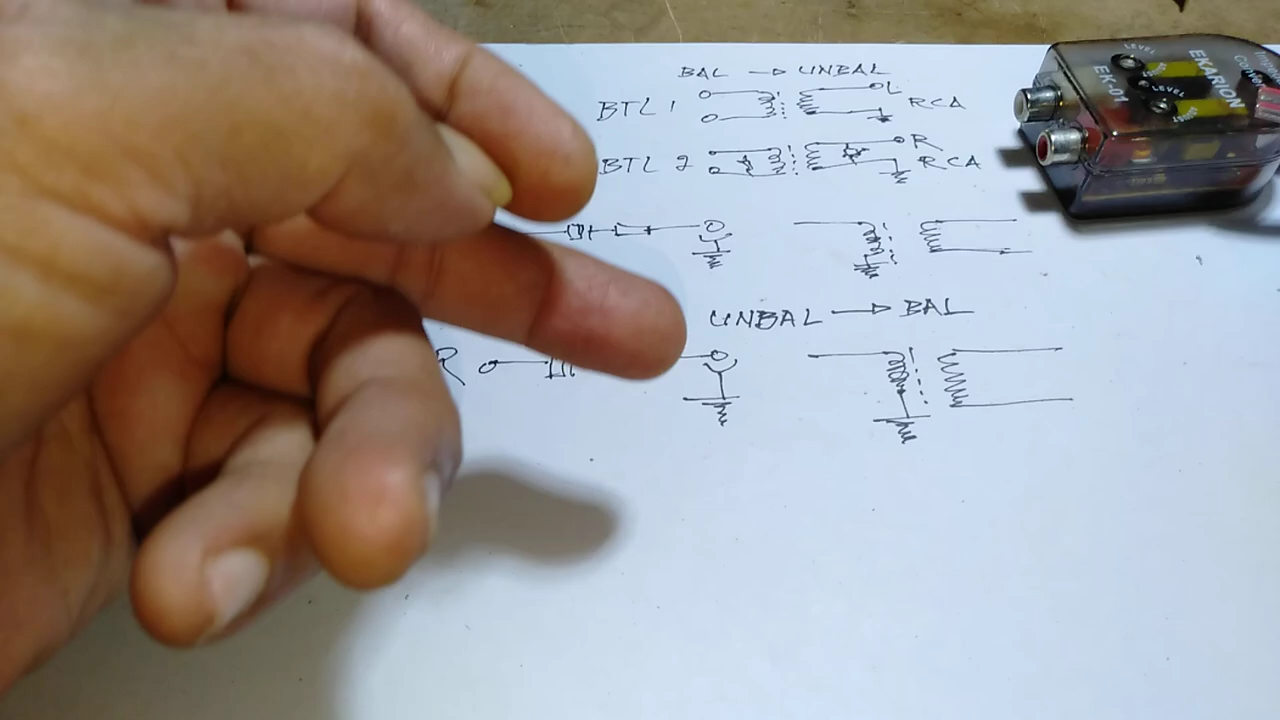 BAL → UNBAL
BTL 1 L RCA
BTL 2 R RCA
UNBAL → BAL
R
LEVEL
LEVEL
EKARION
EK-01